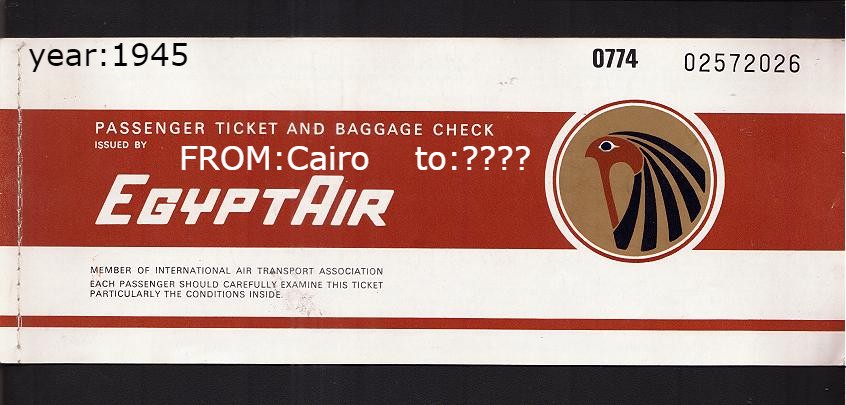 year:1945
0774 02572026
PASSENGER TICKET AND BAGGAGE CHECK
ISSUED BY
FROM:Cairo to:????
EGYPTAIR
MEMBER OF INTERNATIONAL AIR TRANSPORT ASSOCIATION
EACH PASSENGER SHOULD CAREFULLY EXAMINE THIS TICKET
PARTICULARLY THE CONDITIONS INSIDE.